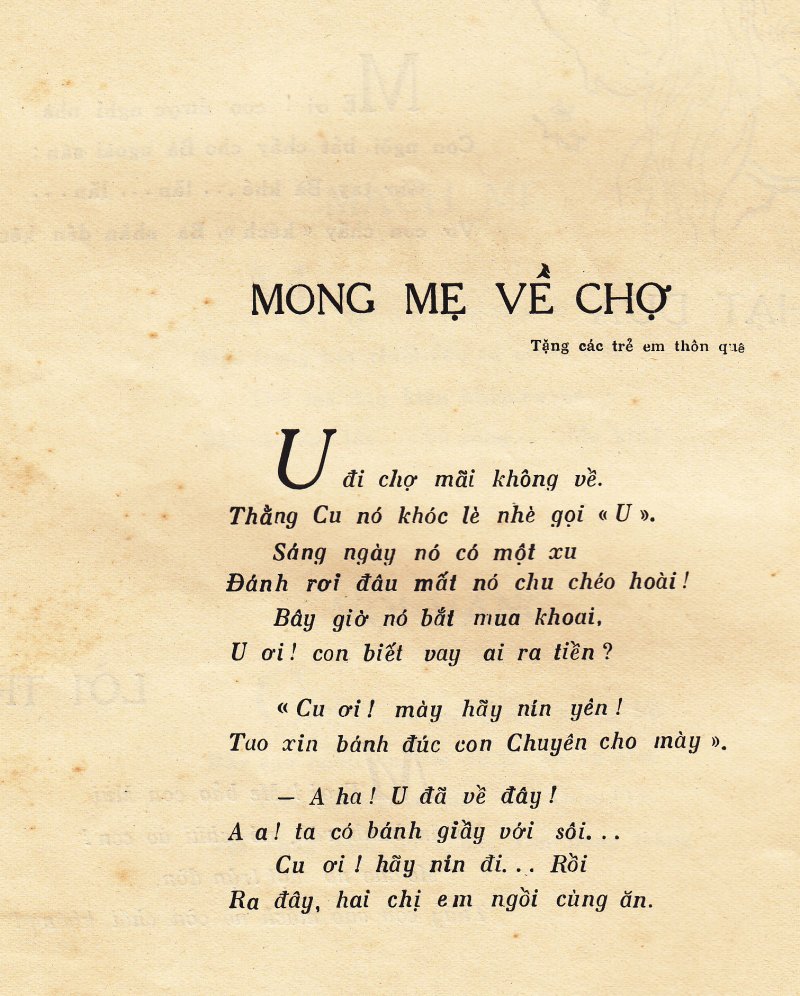 MONG MẸ VỀ CHỢ
Tặng các trẻ em thôn quê
U đi chợ mãi không về.
Thằng Cu nó khóc lè nhè gọi « U ».
Sáng ngày nó có một xu
Đánh rơi đâu mất nó chu chéo hoài !
Bây giờ nó bắt mua khoai,
U ơi ! con biết vay ai ra tiền ?
« Cu ơi ! mày hãy nín yên !
Tao xin bánh đúc con Chuyên cho mày ».
— A ha ! U đã về đây !
A a ! ta có bánh giầy với sôi...
Cu ơi ! hãy nín đi... Rồi
Ra đây, hai chị em ngồi cùng ăn.